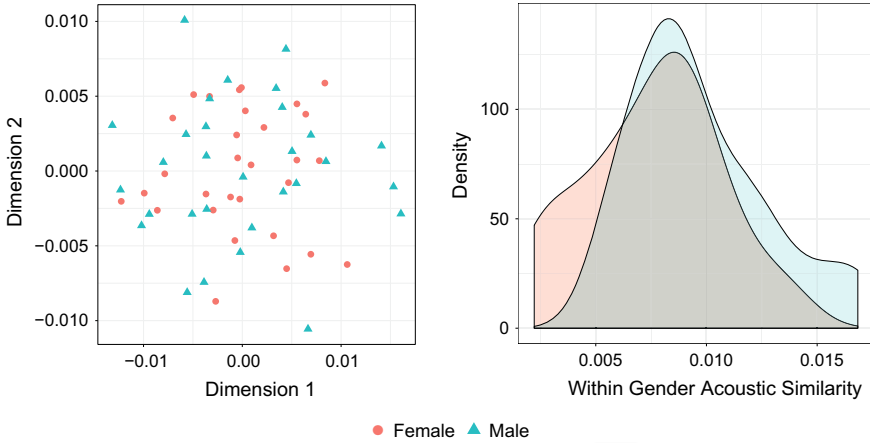 0.010
0.005
0.000
−0.005
−0.010
Dimension 2
−0.01
0.00
0.01
Dimension 1
100
50
0
Density
0.005
0.010
0.015
Within Gender Acoustic Similarity
Female
Male